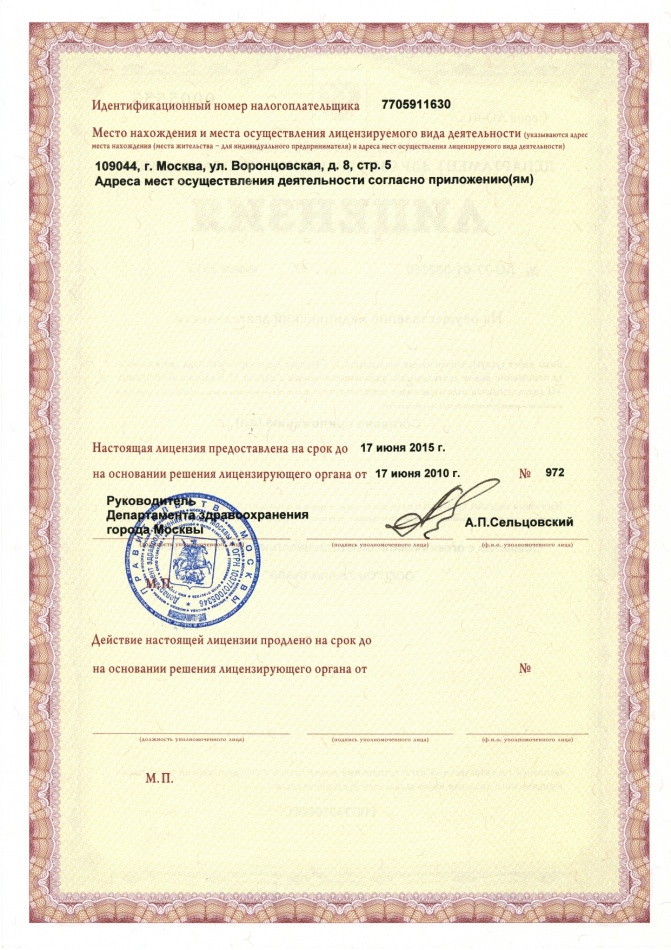 Идентификационный номер налогоплательщика 7705911630
Место нахождения и места осуществления лицензируемого вида деятельности (указываются адрес
места нахождения (места жительства – для индивидуального предпринимателя) и адреса мест осуществления лицензируемого вида деятельности)
109044, г. Москва, ул. Воронцовская, д. 8, стр. 5
Адреса мест осуществления деятельности согласно приложению(ям)
Настоящая лицензия предоставлена на срок до 17 июня 2015 г.
на основании решения лицензирующего органа от 17 июня 2010 г. № 972
Руководитель
Департамента здравоохранения
города Москвы
А.П.Сельцовский
(должность уполномоченного лица) (подпись уполномоченного лица) (ф.и.о. уполномоченного лица)
ПРАВИТЕЛЬСТВО МОСКВЫ
М.П.
Действие настоящей лицензии продлено на срок до
на основании решения лицензирующего органа от №
(должность уполномоченного лица) (подпись уполномоченного лица) (ф.и.о. уполномоченного лица)
М.П.